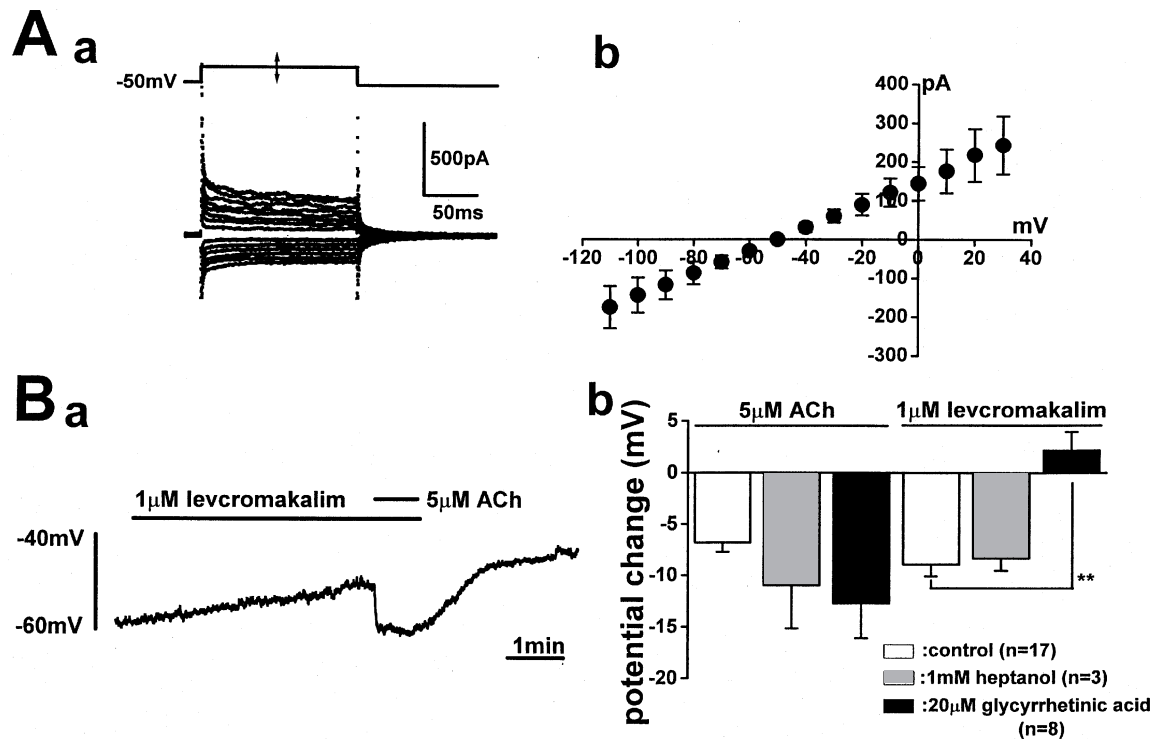 A a
-50mV
500pA
50ms
b
400 pA
300
200
100
mV
0
-120 -100 -80 -60 -40 -20 0 20 40
-100
-200
-300
B a
1μM levcromakalim 5μM ACh
-40mV
-60mV
1min
b
potential change (mV)
5μM ACh 1μM levcromakalim
5
0
-5
-10
-15
-20
**
:control (n=17)
:1mM heptanol (n=3)
:20μM glycyrrhetinic acid
(n=8)